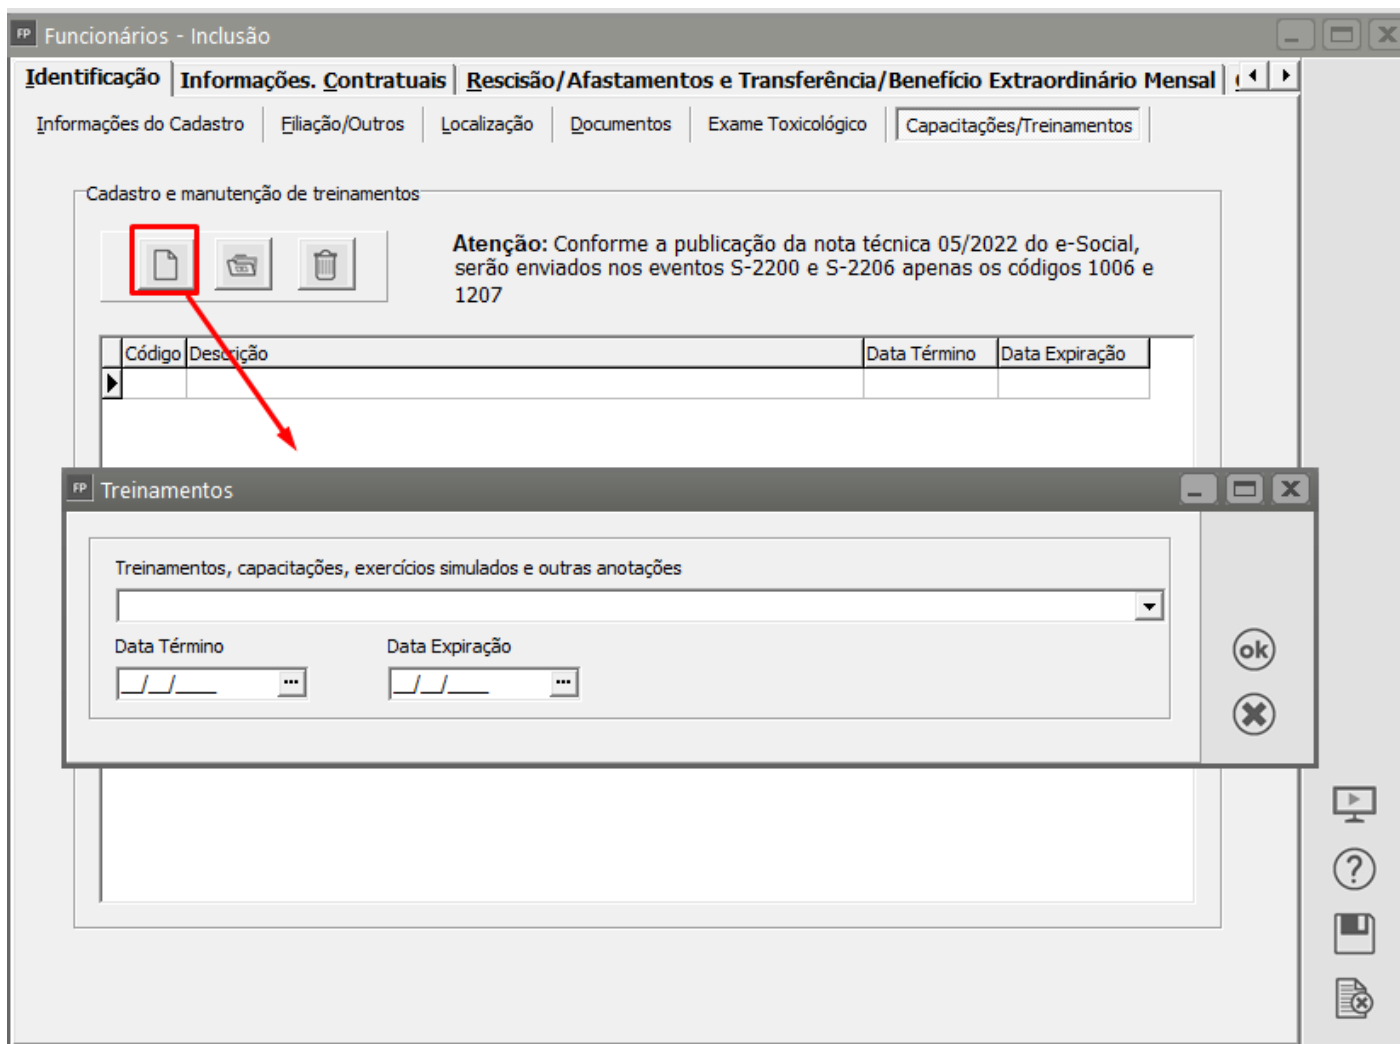 FP Funcionários - Inclusão
Identificação Informações. Contratuais Rescisão/Afastamentos e Transferência/Benefício Extraordinário Mensal
Informações do Cadastro Filiação/Outros Localização Documentos Exame Toxicológico Capacitações/Treinamentos
Cadastro e manutenção de treinamentos
Atenção: Conforme a publicação da nota técnica 05/2022 do e-Social,
serão enviados nos eventos S-2200 e S-2206 apenas os códigos 1006 e
1207
Código Descrição Data Término Data Expiração
FP Treinamentos
Treinamentos, capacitações, exercícios simulados e outras anotações
Data Término Data Expiração
__/__/____ ... __/__/____ ...
ok